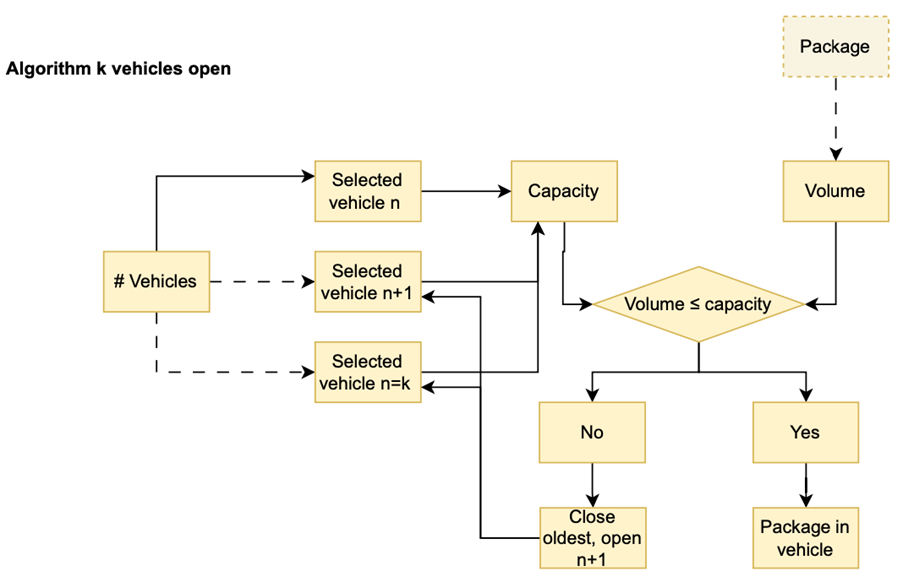 Package
Algorithm k vehicles open
Selected
vehicle n
Capacity
Volume
# Vehicles
Selected
vehicle n+1
Volume ≤ capacity
Selected
vehicle n=k
No
Yes
Close
oldest, open
n+1
Package in
vehicle